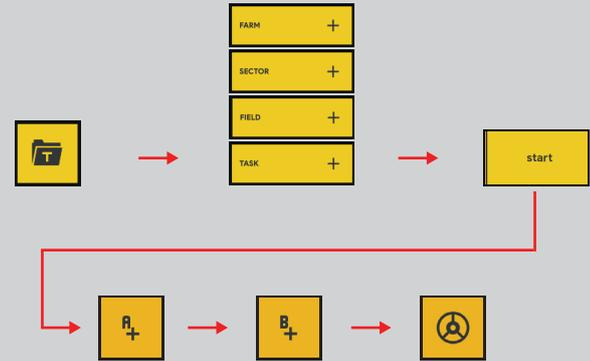 FARM +
SECTOR +
FIELD +
TASK +
T
start
A+
B+